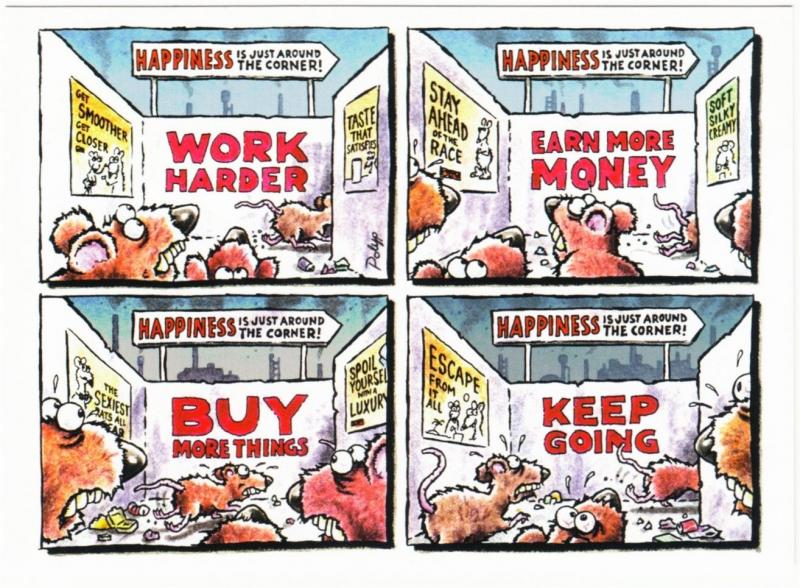 HAPPINESS IS JUST AROUND
THE CORNER!
GET
SMOOTHER
GET
CLOSER
WORK
HARDER
TASTE
THAT
SATISFIES
Polyp
HAPPINESS IS JUST AROUND
THE CORNER!
STAY
AHEAD
OF THE
RACE
EARN MORE
MONEY
SOFT
SILKY
CREAMY
HAPPINESS IS JUST AROUND
THE CORNER!
THE
SEXIEST
RATS ALL
BUY
MORE THINGS
SPOIL
YOURSELF
WITH A
LUXURY
HAPPINESS IS JUST AROUND
THE CORNER!
ESCAPE
FROM
IT ALL
KEEP
GOING